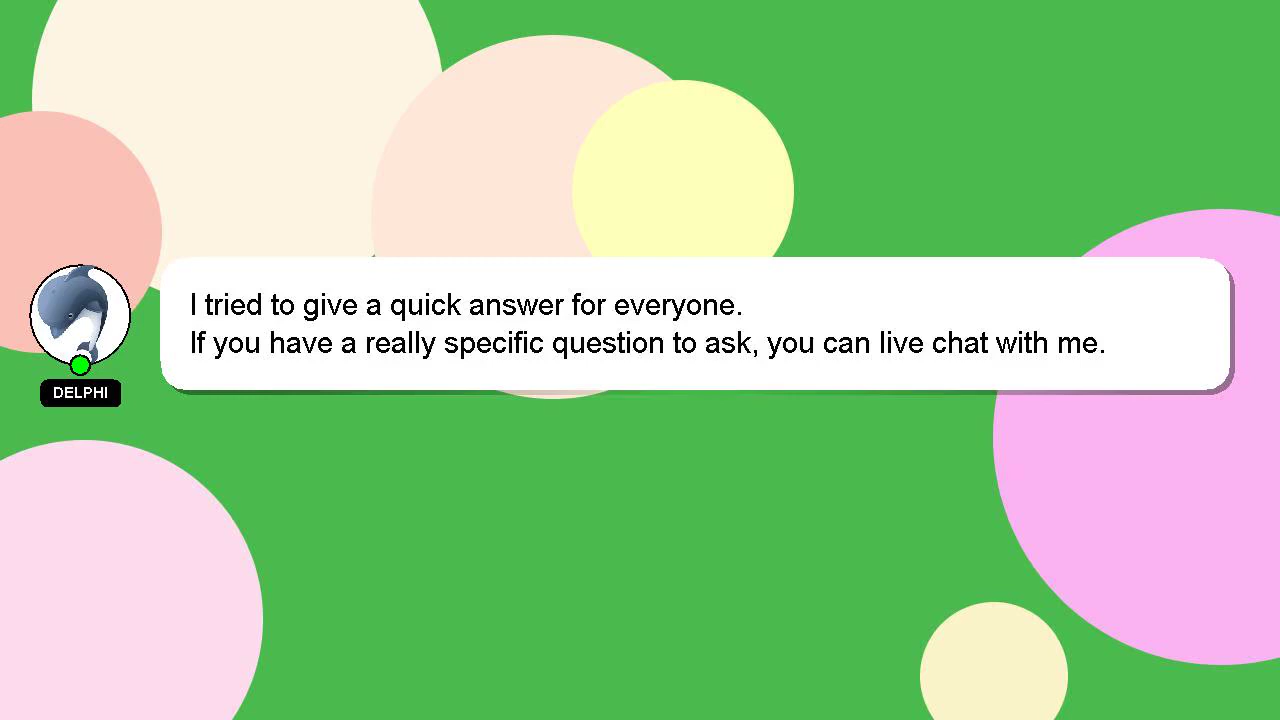 I tried to give a quick answer for everyone.
If you have a really specific question to ask, you can live chat with me.
DELPHI